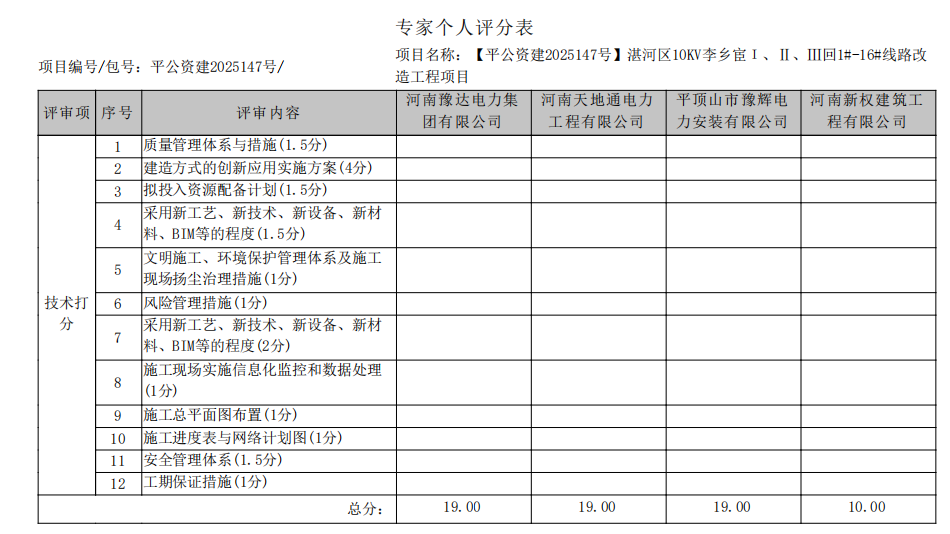 专家个人评分表
项目编号/包号: 平公资建2025147号/
项目名称: 【平公资建2025147号】湛河区10KV李乡宦Ⅰ、Ⅱ、Ⅲ回1#-16#线路改
造工程项目
评审项 序号 评审内容 河南豫达电力集 河南天地通电力 平顶山市豫辉电 河南新权建筑工
团有限公司 工程有限公司 力安装有限公司 程有限公司
1 质量管理体系与措施(1.5分)
2 建造方式的创新应用实施方案(4分)
3 拟投入资源配备计划(1.5分)
4 采用新工艺、新技术、新设备、新材
料、BIM等的程度(1.5分)
5 文明施工、环境保护管理体系及施工
现场扬尘治理措施(1分)
技术打
分
6 风险管理措施(1分)
7 采用新工艺、新技术、新设备、新材
料、BIM等的程度(2分)
8 施工现场实施信息化监控和数据处理
(1分)
9 施工总平面图布置(1分)
10 施工进度表与网络计划图(1分)
11 安全管理体系(1.5分)
12 工期保证措施(1分)
总分: 19.00 19.00 19.00 10.00